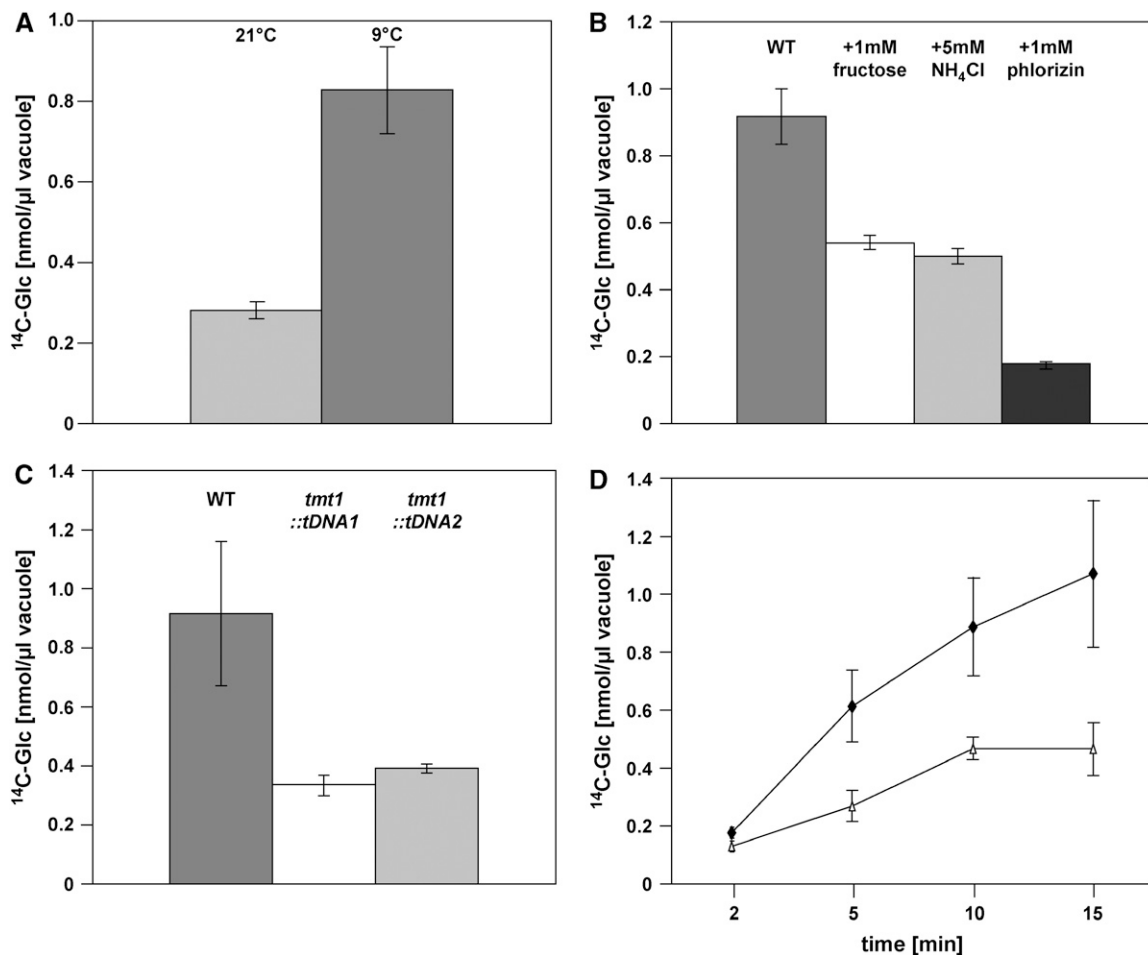 A
1.0
21°C
9°C
0.8
0.6
0.4
0.2
0
¹⁴C-Glc [nmol/µl vacuole]
B
1.2
WT
+1mM
fructose
+5mM
NH₄Cl
+1mM
phlorizin
1.0
0.8
0.6
0.4
0.2
0
¹⁴C-Glc [nmol/µl vacuole]
C
1.4
WT
tmt1
::tDNA1
tmt1
::tDNA2
1.2
1.0
0.8
0.6
0.4
0.2
0
¹⁴C-Glc [nmol/µl vacuole]
D
1.4
1.2
1.0
0.8
0.6
0.4
0.2
0
¹⁴C-Glc [nmol/µl vacuole]
2
5
10
15
time [min]